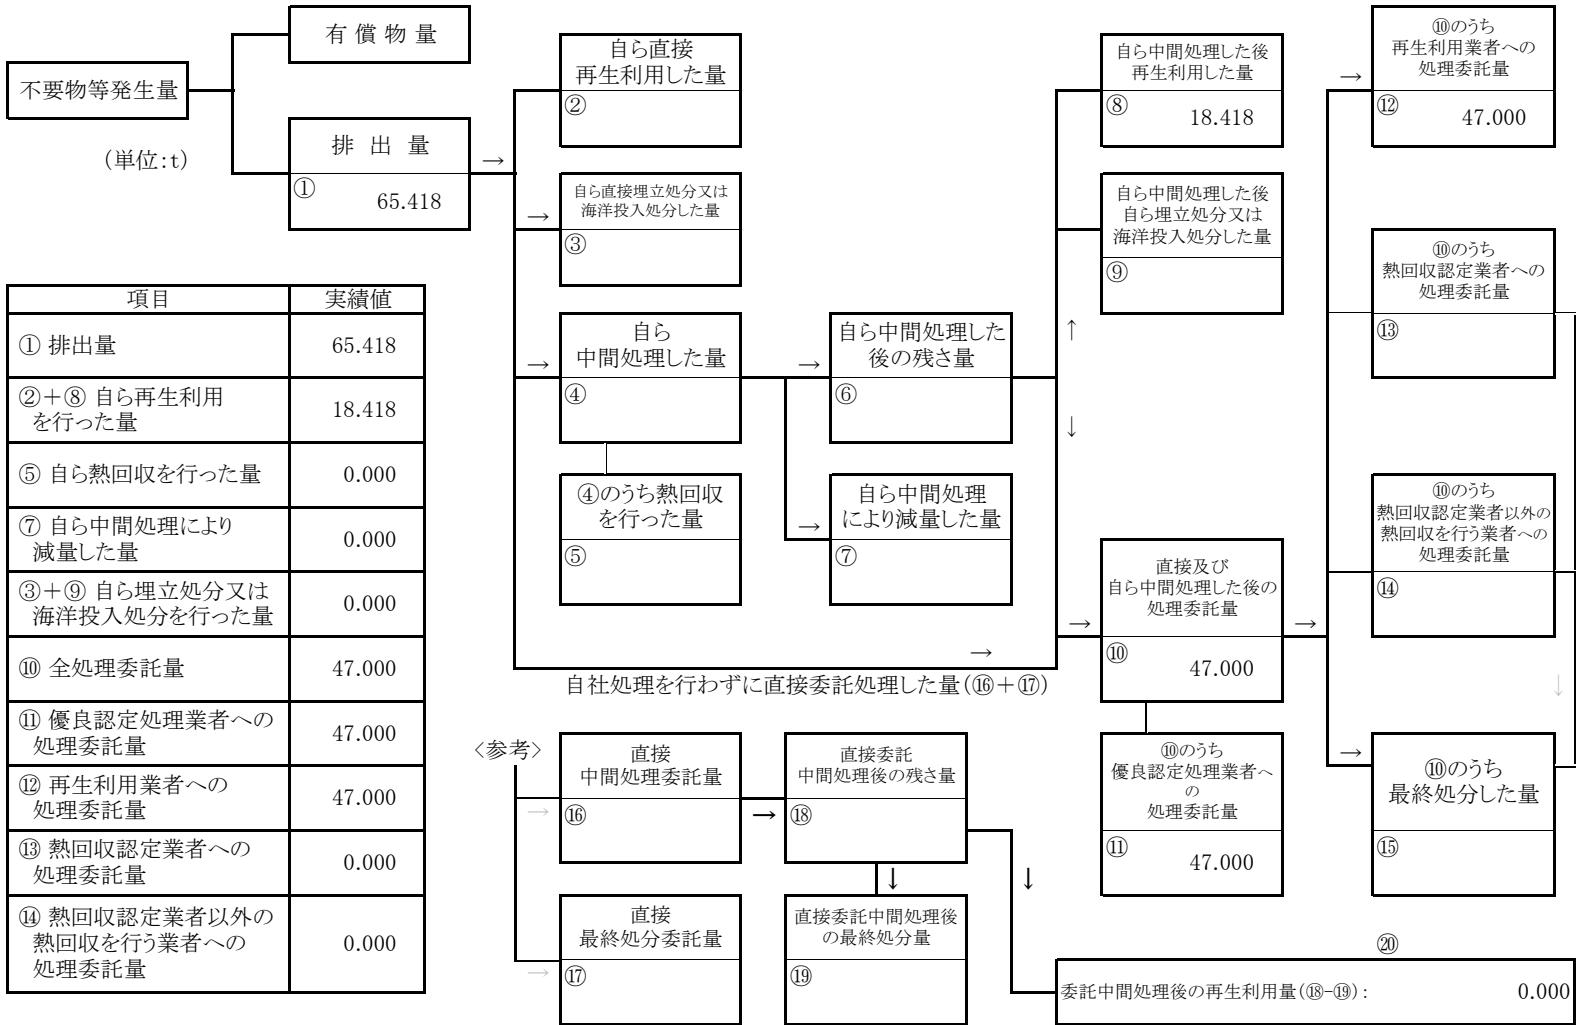 不要物等発生量
有 償 物 量
(単位:t)
排 出 量
①
65.418
→
自ら直接
再生利用した量
②
→
自ら直接埋立処分又は
海洋投入処分した量
③
→
自ら
中間処理した量
④
④のうち熱回収
を行った量
⑤
→
自ら中間処理した
後の残さ量
⑥
→
自ら中間処理
により減量した量
⑦
↑
↓
自ら中間処理した後
再生利用した量
⑧
18.418
自ら中間処理した後
自ら埋立処分又は
海洋投入処分した量
⑨
→
自社処理を行わずに直接委託処理した量(⑯+⑰)
→
直接及び
自ら中間処理した後の
処理委託量
⑩
47.000
⑩のうち
優良認定処理業者へ
の
処理委託量
⑪
47.000
→
→
⑩のうち
再生利用業者への
処理委託量
⑫
47.000
⑩のうち
熱回収認定業者への
処理委託量
⑬
⑩のうち
熱回収認定業者以外の
熱回収を行う業者への
処理委託量
⑭
↓
→
⑩のうち
最終処分した量
⑮
項目 実績値
① 排出量 65.418
②+⑧ 自ら再生利用
を行った量 18.418
⑤ 自ら熱回収を行った量 0.000
⑦ 自ら中間処理により
減量した量 0.000
③+⑨ 自ら埋立処分又は
海洋投入処分を行った量 0.000
⑩ 全処理委託量 47.000
⑪ 優良認定処理業者への
処理委託量 47.000
⑫ 再生利用業者への
処理委託量 47.000
⑬ 熱回収認定業者への
処理委託量 0.000
⑭ 熱回収認定業者以外の
熱回収を行う業者への
処理委託量 0.000
<参考>
→
直接
中間処理委託量
⑯
→
直接委託
中間処理後の残さ量
⑱
↓
↓
→
直接
最終処分委託量
⑰
直接委託中間処理後
の最終処分量
⑲
⑳
委託中間処理後の再生利用量(⑱-⑲): 0.000